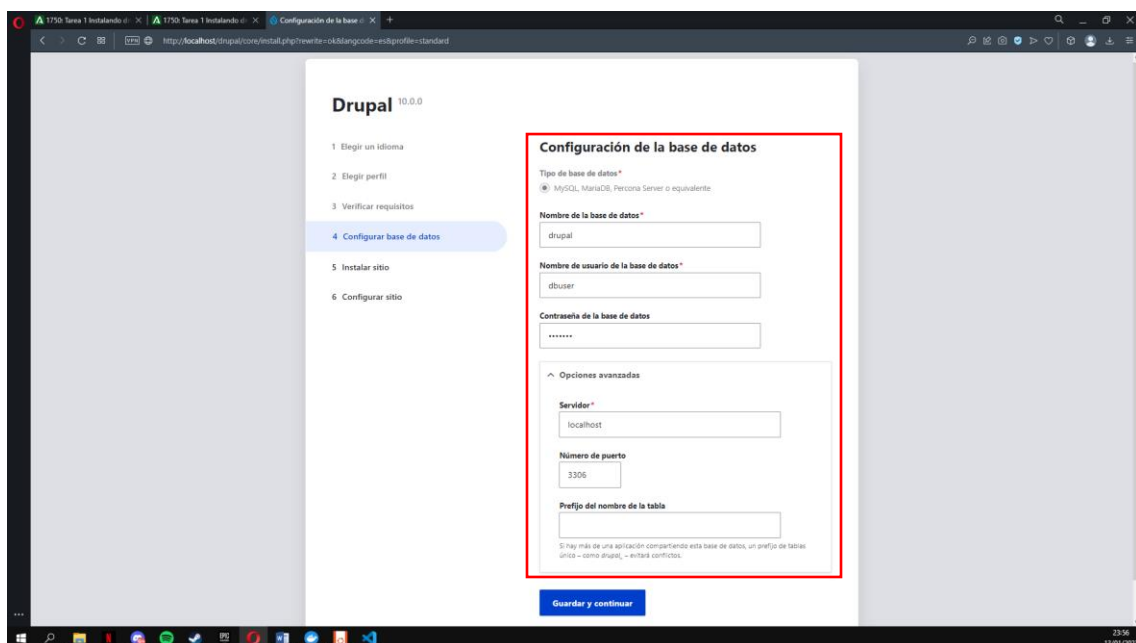 1750: Tarea 1 Instalando
1750: Tarea 1 Instalando
Configuración de la base d
VPN
http://localhost/drupal/core/install.php?rewrite=ok&langcode=es&profile=standard
Drupal 10.0.0
1 Elegir un idioma
2 Elegir perfil
3 Verificar requisitos
4 Configurar base de datos
5 Instalar sitio
6 Configurar sitio
Configuración de la base de datos
Tipo de base de datos*
MySQL, MariaDB, Percona Server o equivalente
Nombre de la base de datos*
drupal
Nombre de usuario de la base de datos*
dbuser
Contraseña de la base de datos
•••••••
Opciones avanzadas
Servidor*
localhost
Número de puerto
3306
Prefijo del nombre de la tabla
Si hay más de una aplicación compartiendo esta base de datos, un prefijo de tablas
único – como drupal_ – evitará conflictos.
Guardar y continuar
23:56